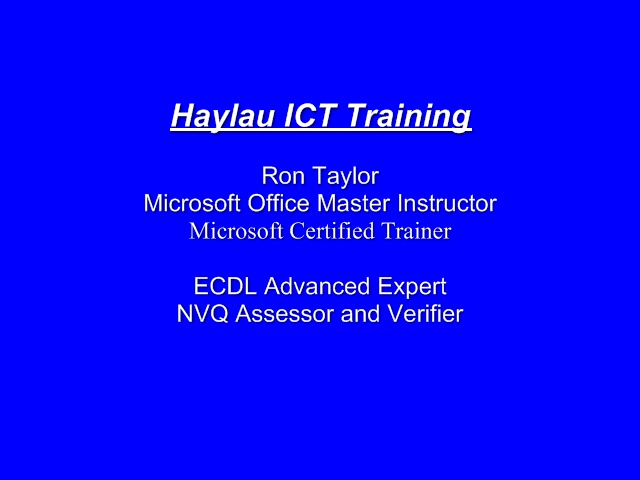 Haylau ICT Training
Ron Taylor
Microsoft Office Master Instructor
Microsoft Certified Trainer
ECDL Advanced Expert
NVQ Assessor and Verifier